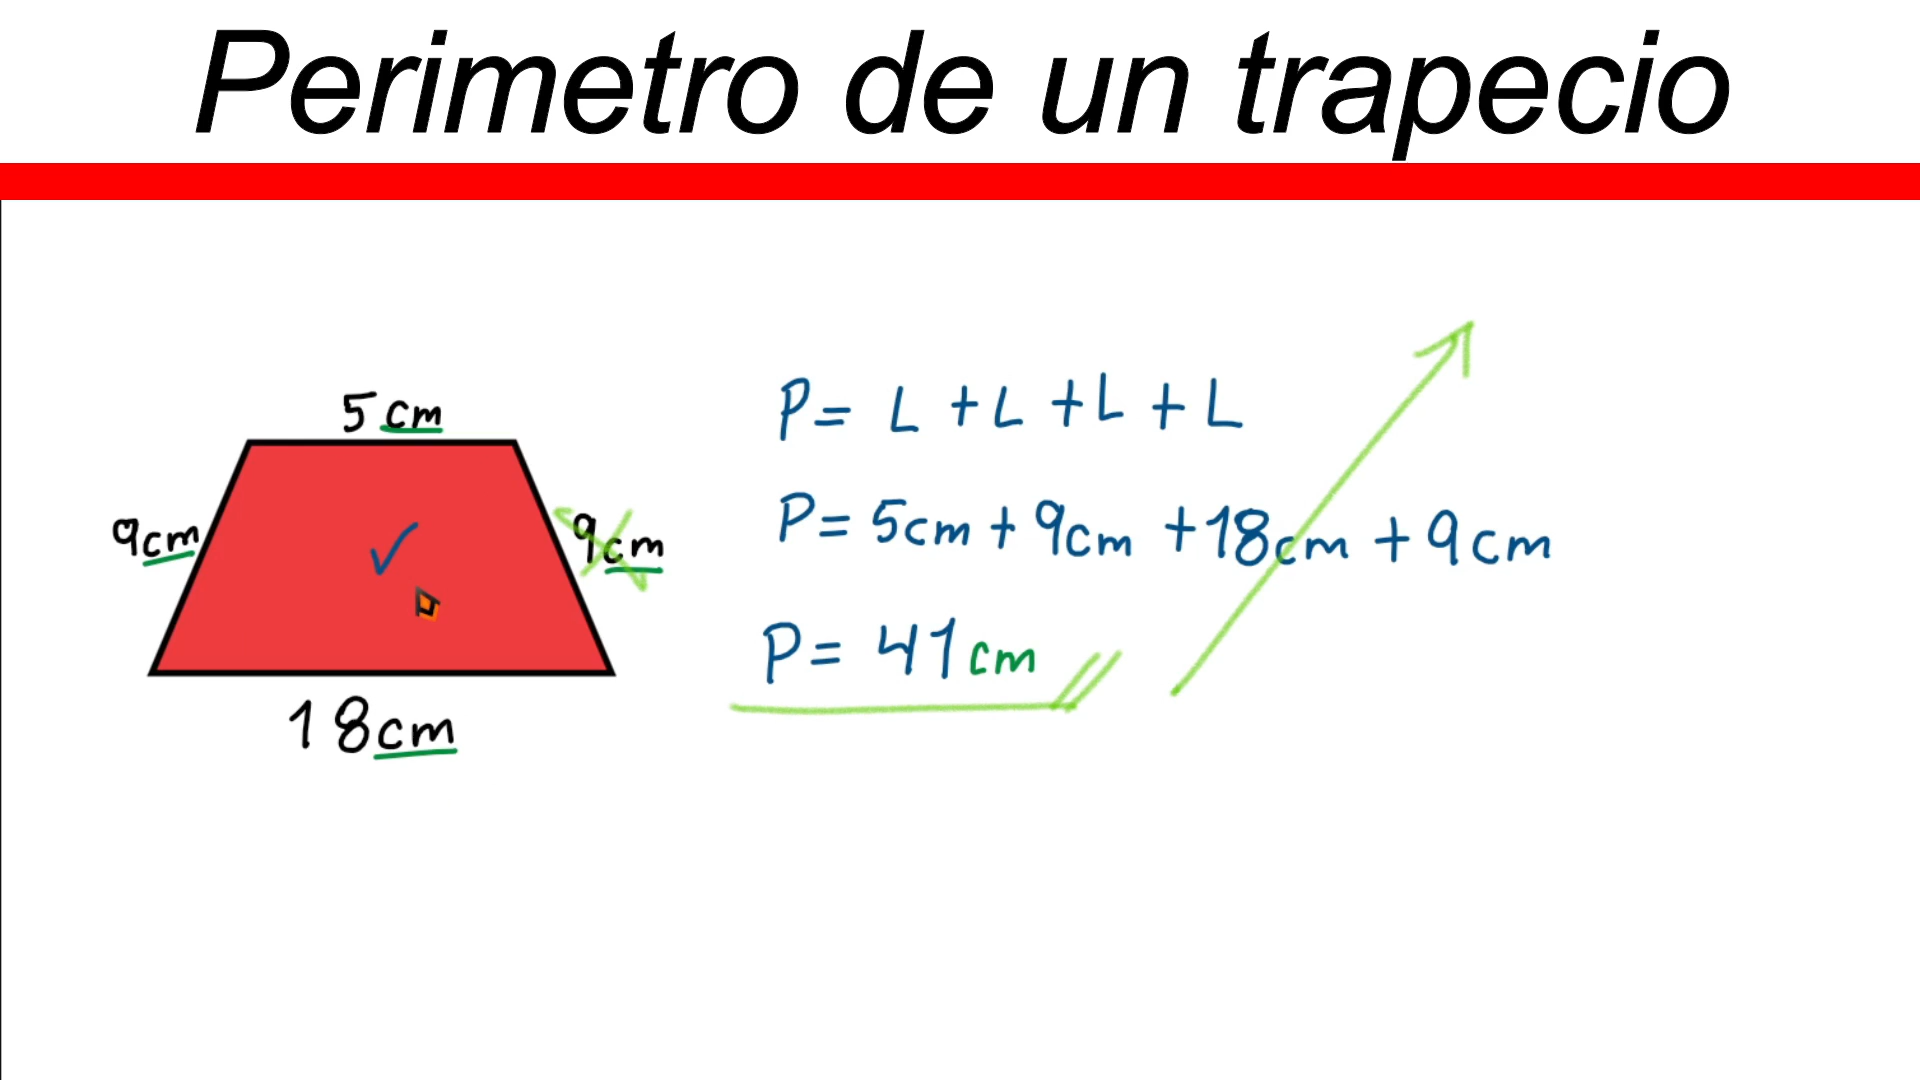 Perimetro de un trapecio
5 cm
9cm
9cm
18cm
P= L +L +L + L
P= 5cm + 9cm +18cm + 9cm
P= 41cm